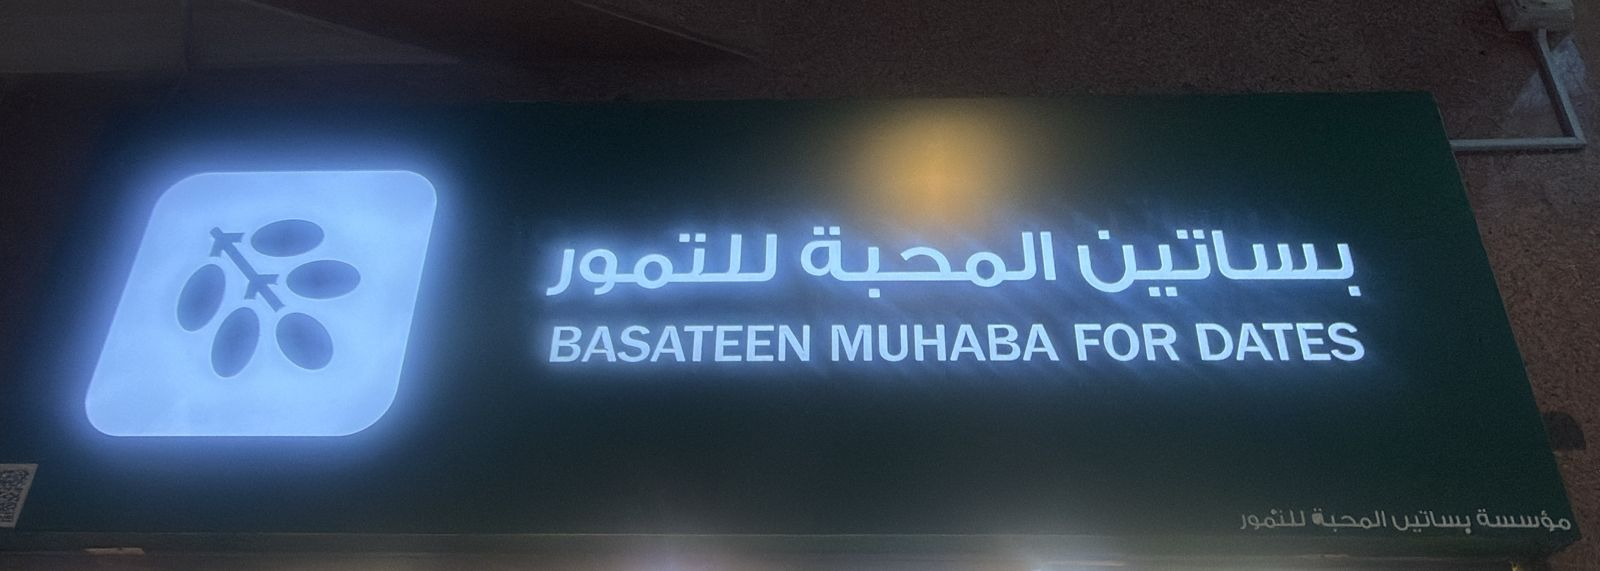 بساتين المحبة للتمور
BASATEEN MUHABA FOR DATES
مؤسسة بساتين المحبة للتمور